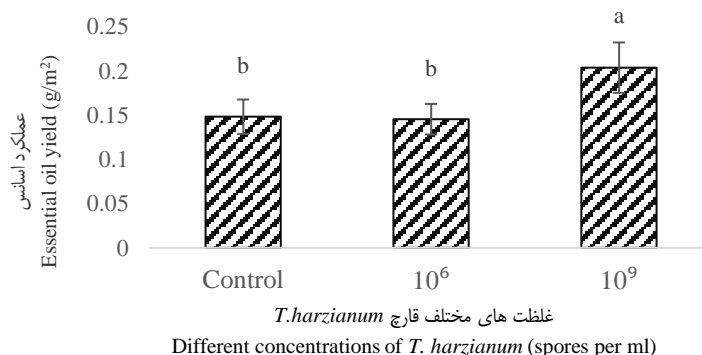 عملکرد اسانس
Essential oil yield (g/m²)
0.25
0.2
0.15
0.1
0.05
0
b
b
a
Control
10⁶
10⁹
غلظت های مختلف قارچ T.harzianum
Different concentrations of T. harzianum (spores per ml)